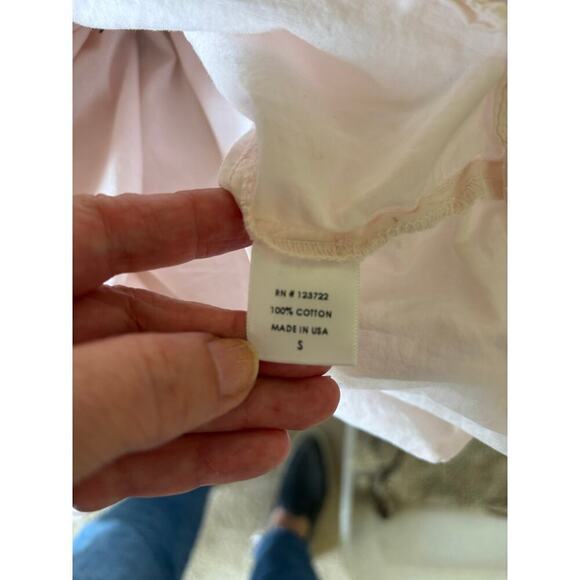 RN # 123722
100% COTTON
MADE IN USA
S